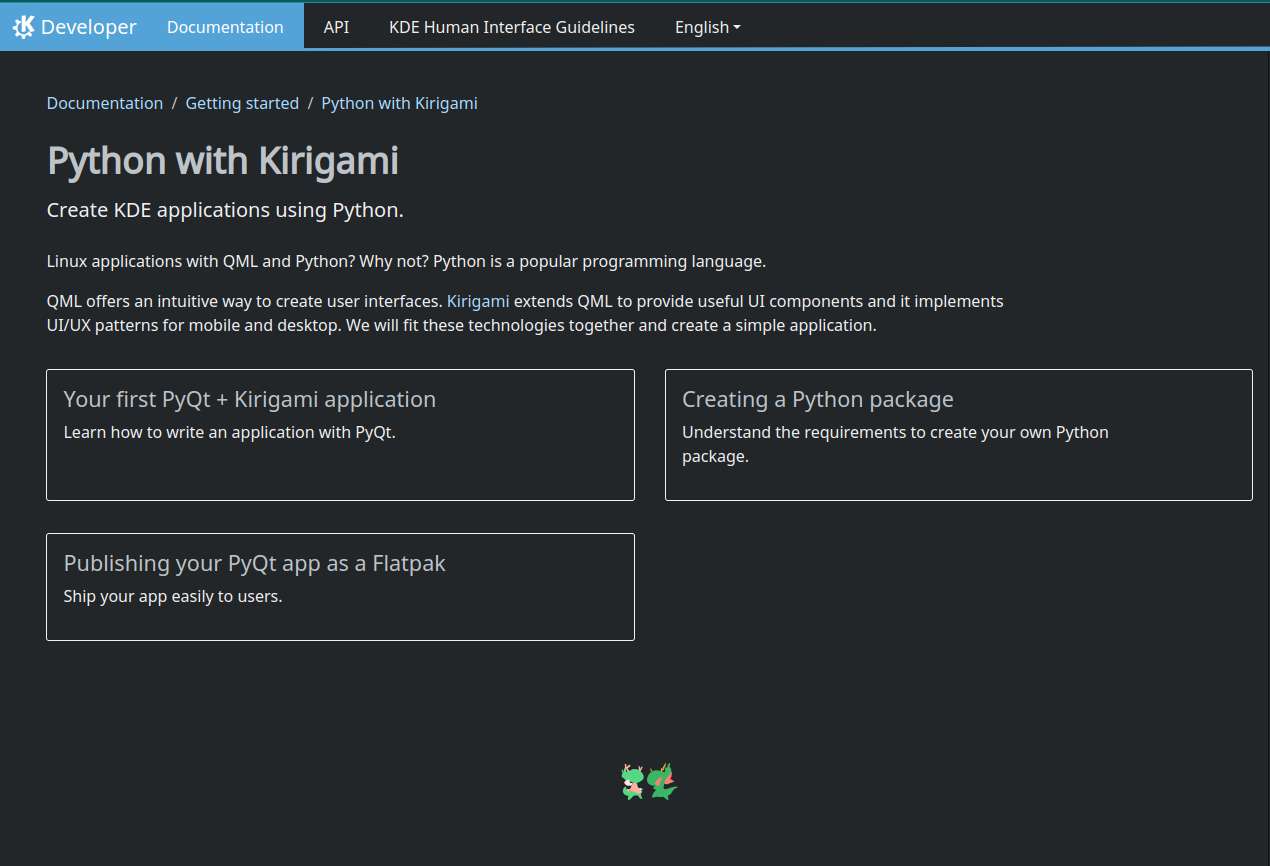 Developer Documentation API KDE Human Interface Guidelines English
Documentation / Getting started / Python with Kirigami
Python with Kirigami
Create KDE applications using Python.
Linux applications with QML and Python? Why not? Python is a popular programming language.
QML offers an intuitive way to create user interfaces. Kirigami extends QML to provide useful UI components and it implements
UI/UX patterns for mobile and desktop. We will fit these technologies together and create a simple application.
Your first PyQt + Kirigami application
Learn how to write an application with PyQt.
Creating a Python package
Understand the requirements to create your own Python
package.
Publishing your PyQt app as a Flatpak
Ship your app easily to users.